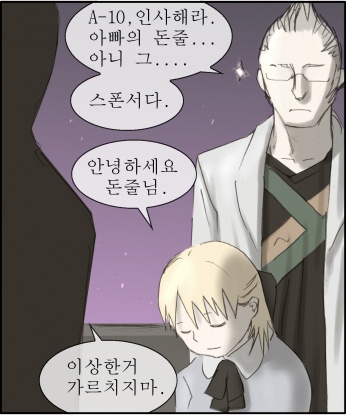 A-10,인사해라.
아빠의 돈줄...
아니 그....
스폰서다.
안녕하세요
돈줄님.
이상한거
가르치지마.